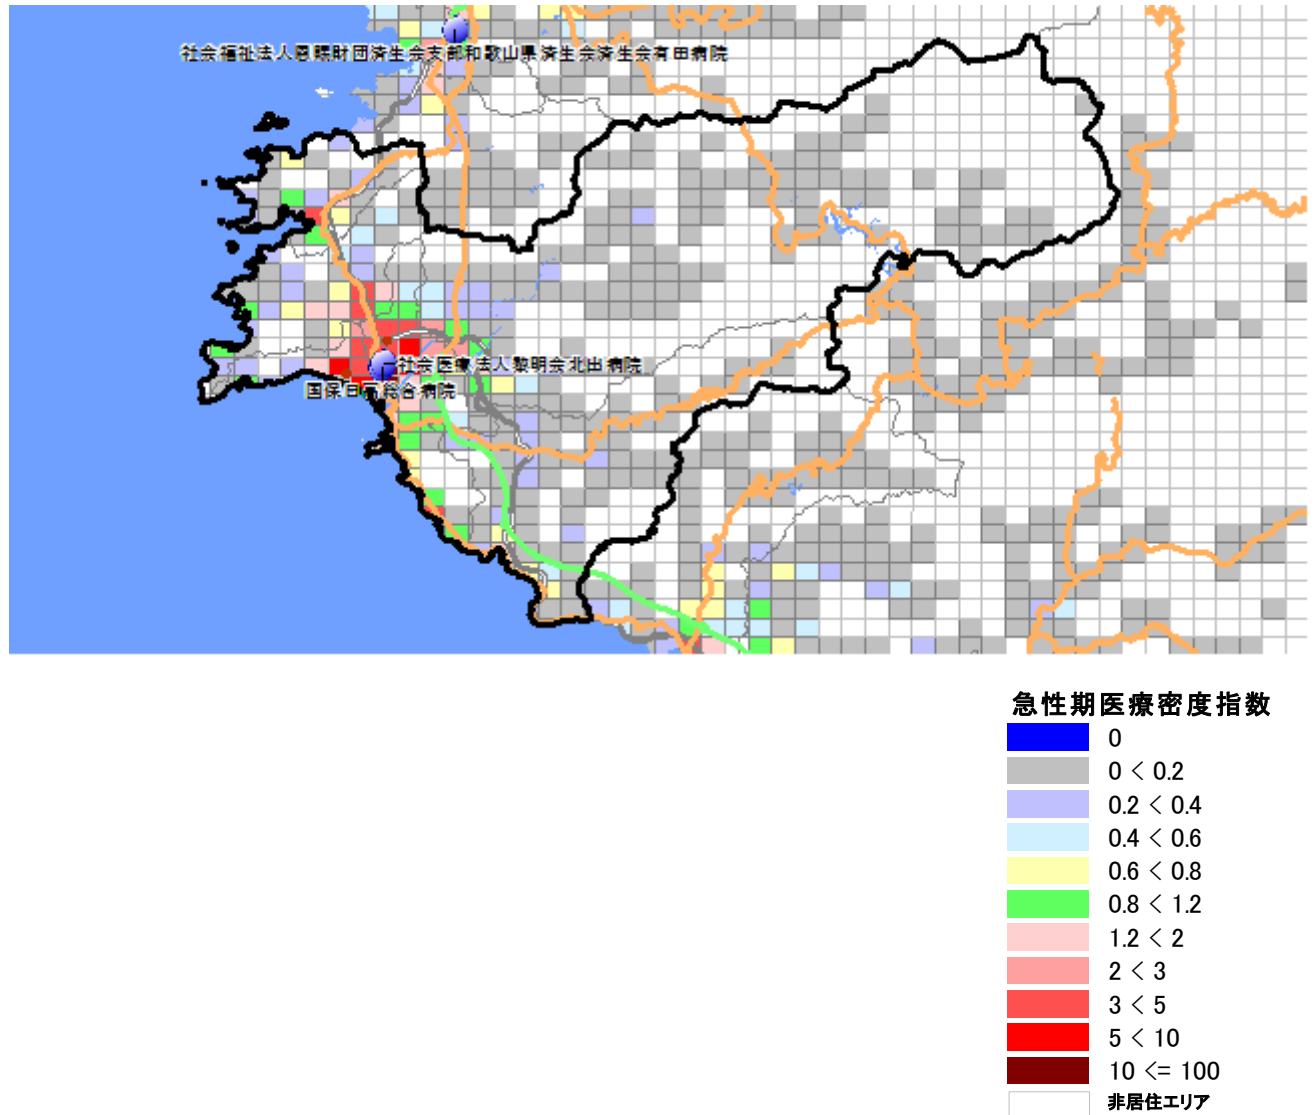 社会福祉法人恩賜財団済生会支部和歌山県済生会済生会有田病院
社会医療法人黎明会北出病院
国保日高総合病院
急性期医療密度指数
0
0 < 0.2
0.2 < 0.4
0.4 < 0.6
0.6 < 0.8
0.8 < 1.2
1.2 < 2
2 < 3
3 < 5
5 < 10
10 <= 100
非居住エリア